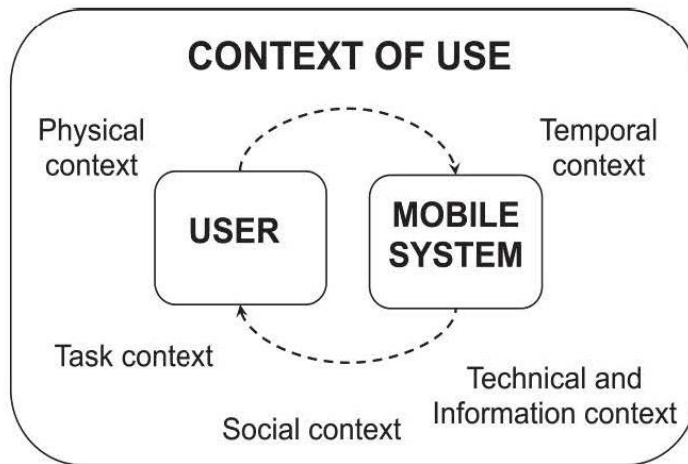 CONTEXT OF USE
Physical
context
Temporal
context
USER
MOBILE
SYSTEM
Task context
Technical and
Information context
Social context